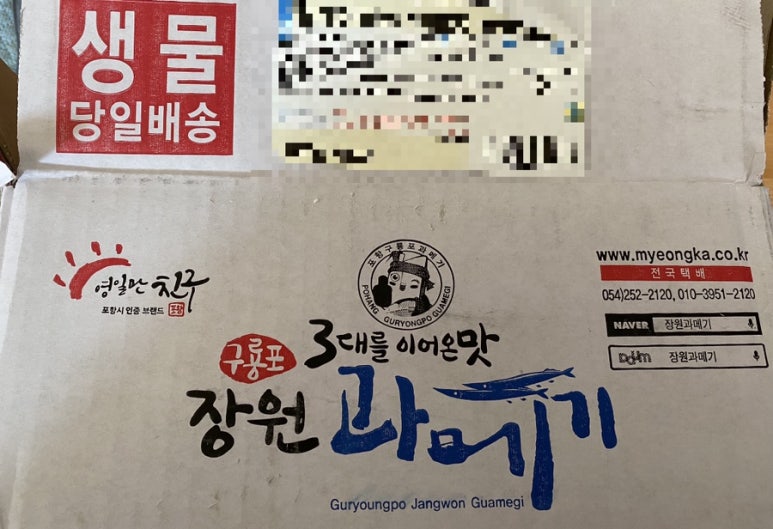 생물
당일배송
영일만 친구
포항시 인증 브랜드
포항구룡포과메기
POHANG GURYONGPO GUAMEGI
www.myeongka.co.kr
전국택배
054)252-2120, 010-3951-2120
NAVER 장원과메기
Daum 장원과메기
구룡포 3대를 이어온 맛
장원 과메기
Guryoungpo Jangwon Guamegi